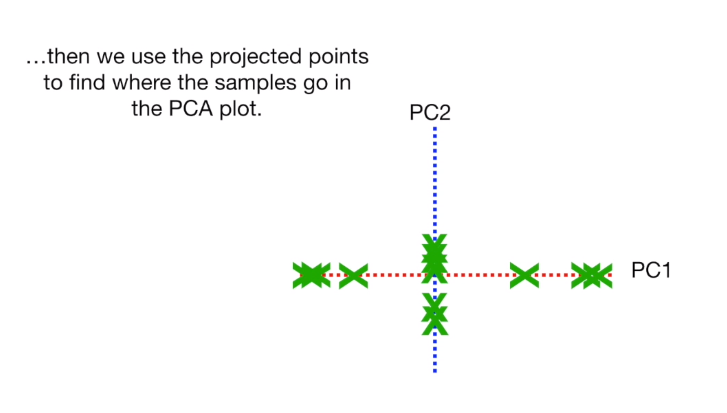 …then we use the projected points
to find where the samples go in
the PCA plot.
PC2
PC1